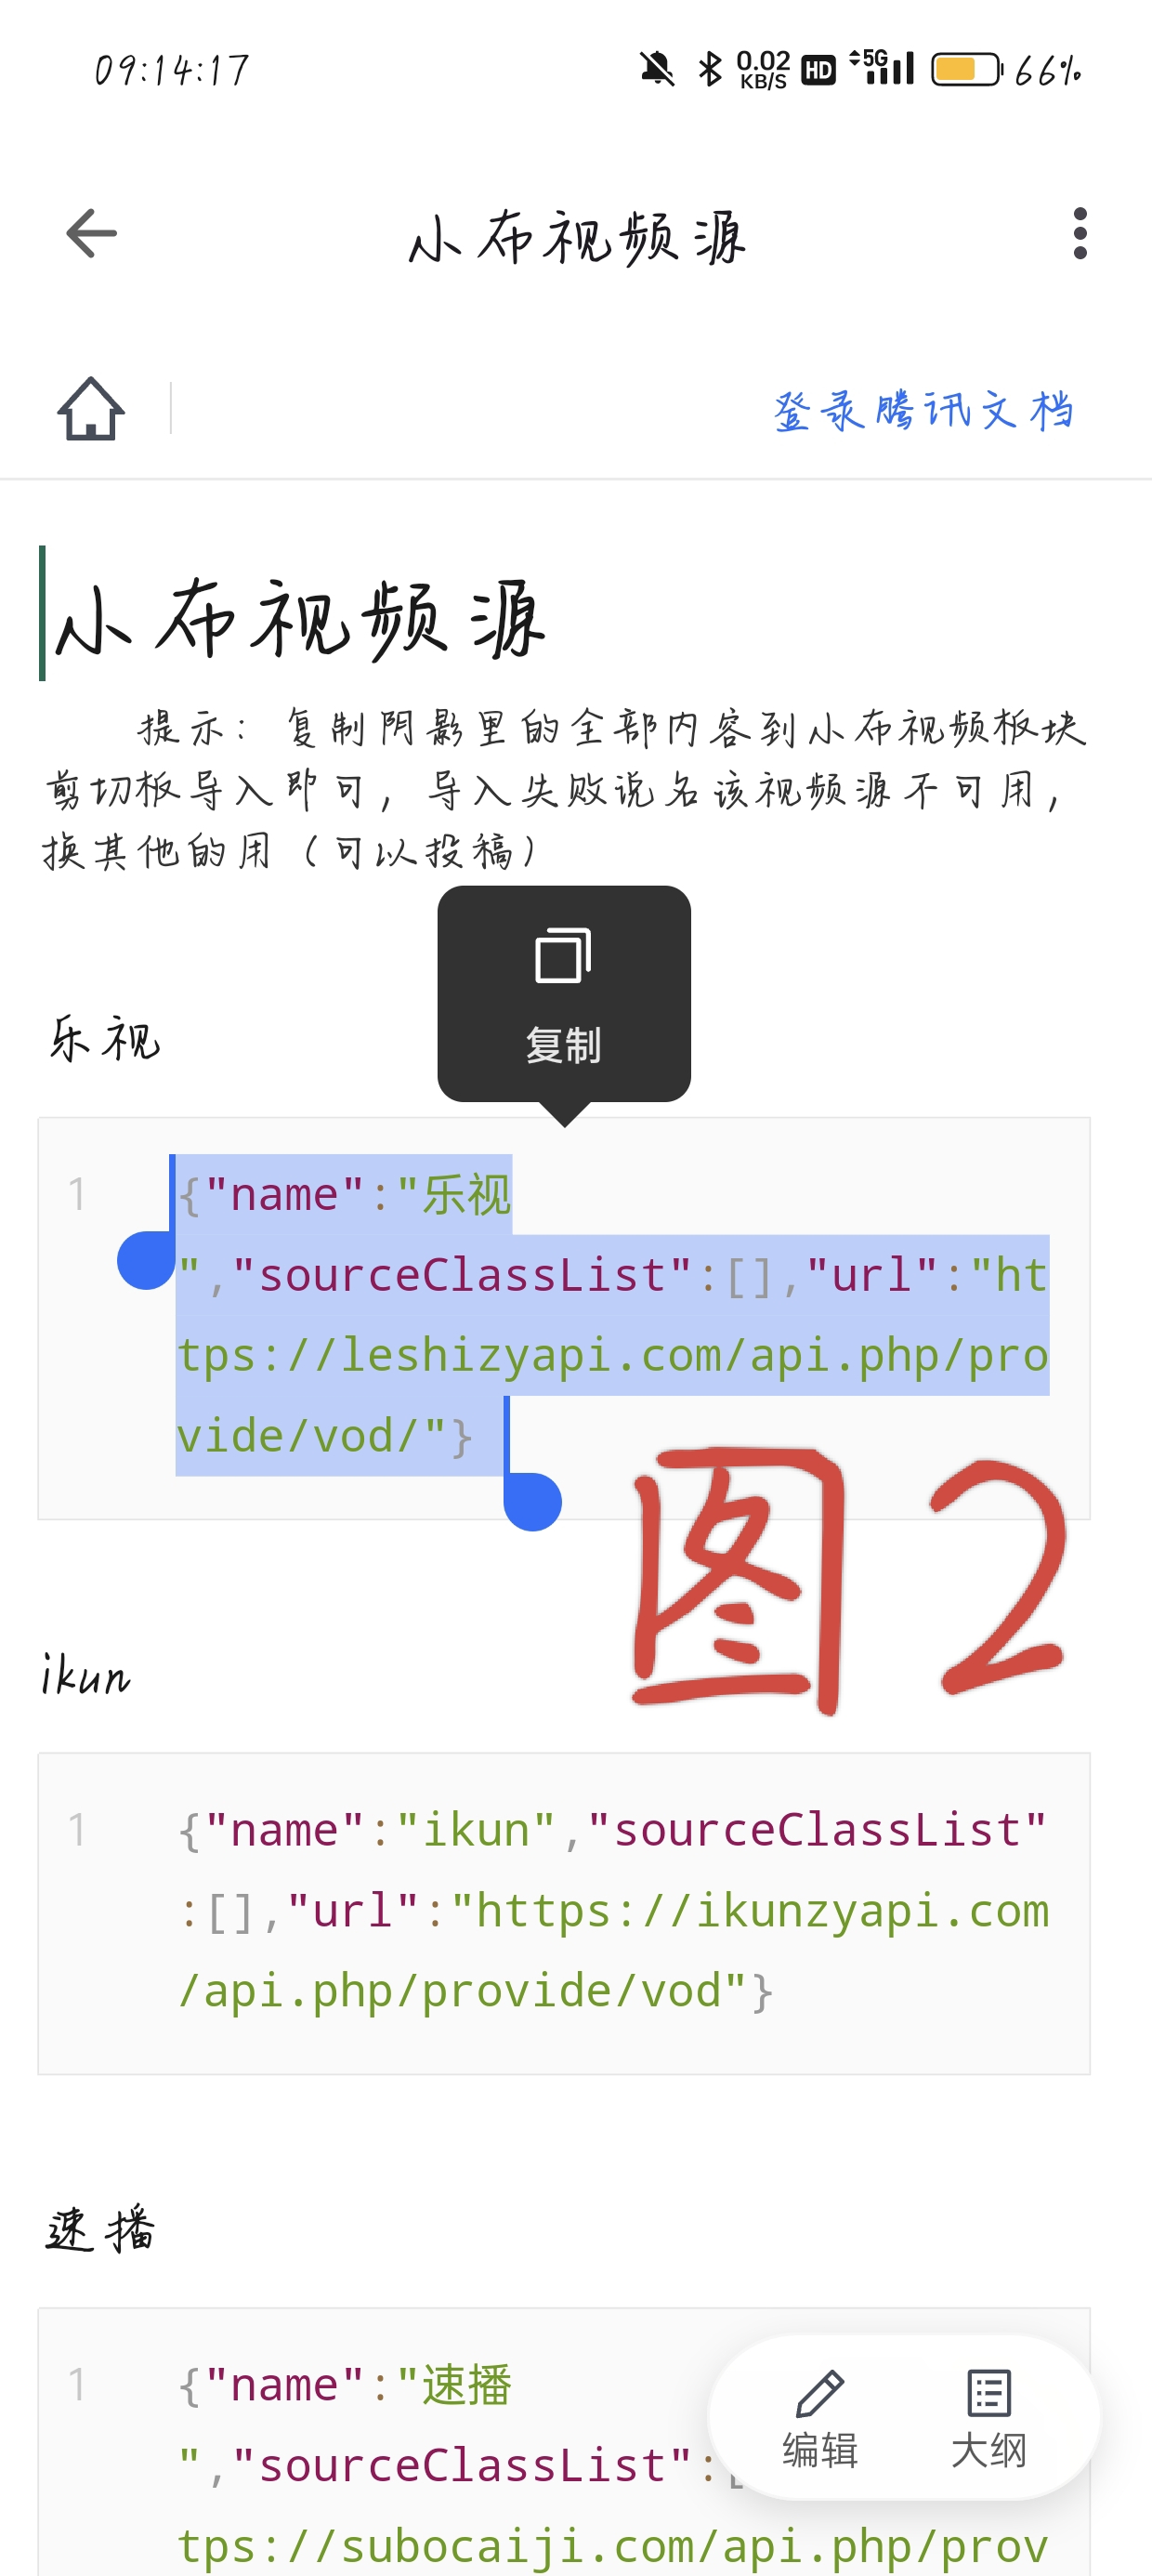 09:14:17
0.02 KB/S HD 5G 66%
小布视频源
登录腾讯文档
小布视频源
提示：复制阴影里的全部内容到小布视频板块
剪切板导入即可，导入失败说名该视频源不可用，
换其他的用（可以投稿）
复制
乐视
1 {"name":"乐视
","sourceClassList":[],"url":"ht
tps://leshizyapi.com/api.php/pro
vide/vod/"}
图2
ikun
1 {"name":"ikun","sourceClassList"
:[],"url":"https://ikunzyapi.com
/api.php/provide/vod"}
速播
1 {"name":"速播
","sourceClassList":[
tps://subocaiji.com/api.php/prov
编辑 大纲